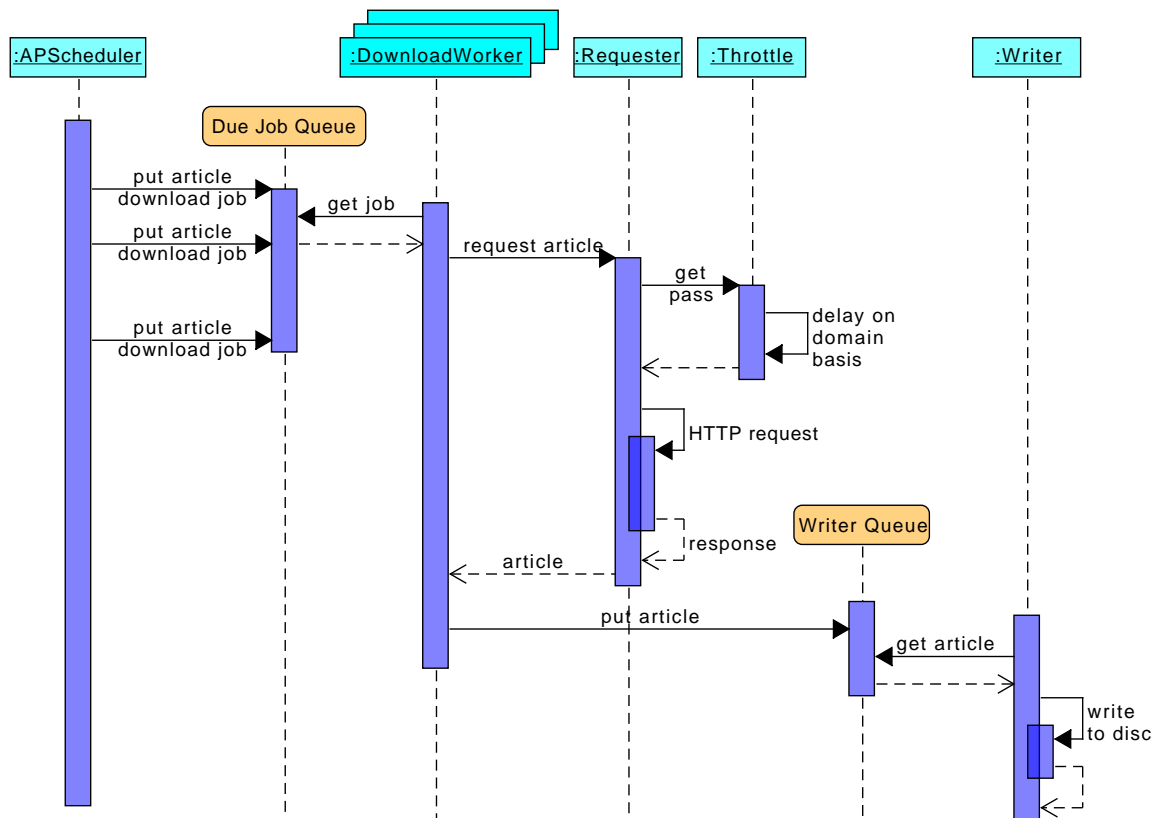 :APScheduler
:DownloadWorker
:Requester
:Throttle
:Writer
Due Job Queue
put article
download job
get job
put article
download job
request article
get
pass
delay on
domain
basis
put article
download job
HTTP request
Writer Queue
response
article
put article
get article
write
to disc